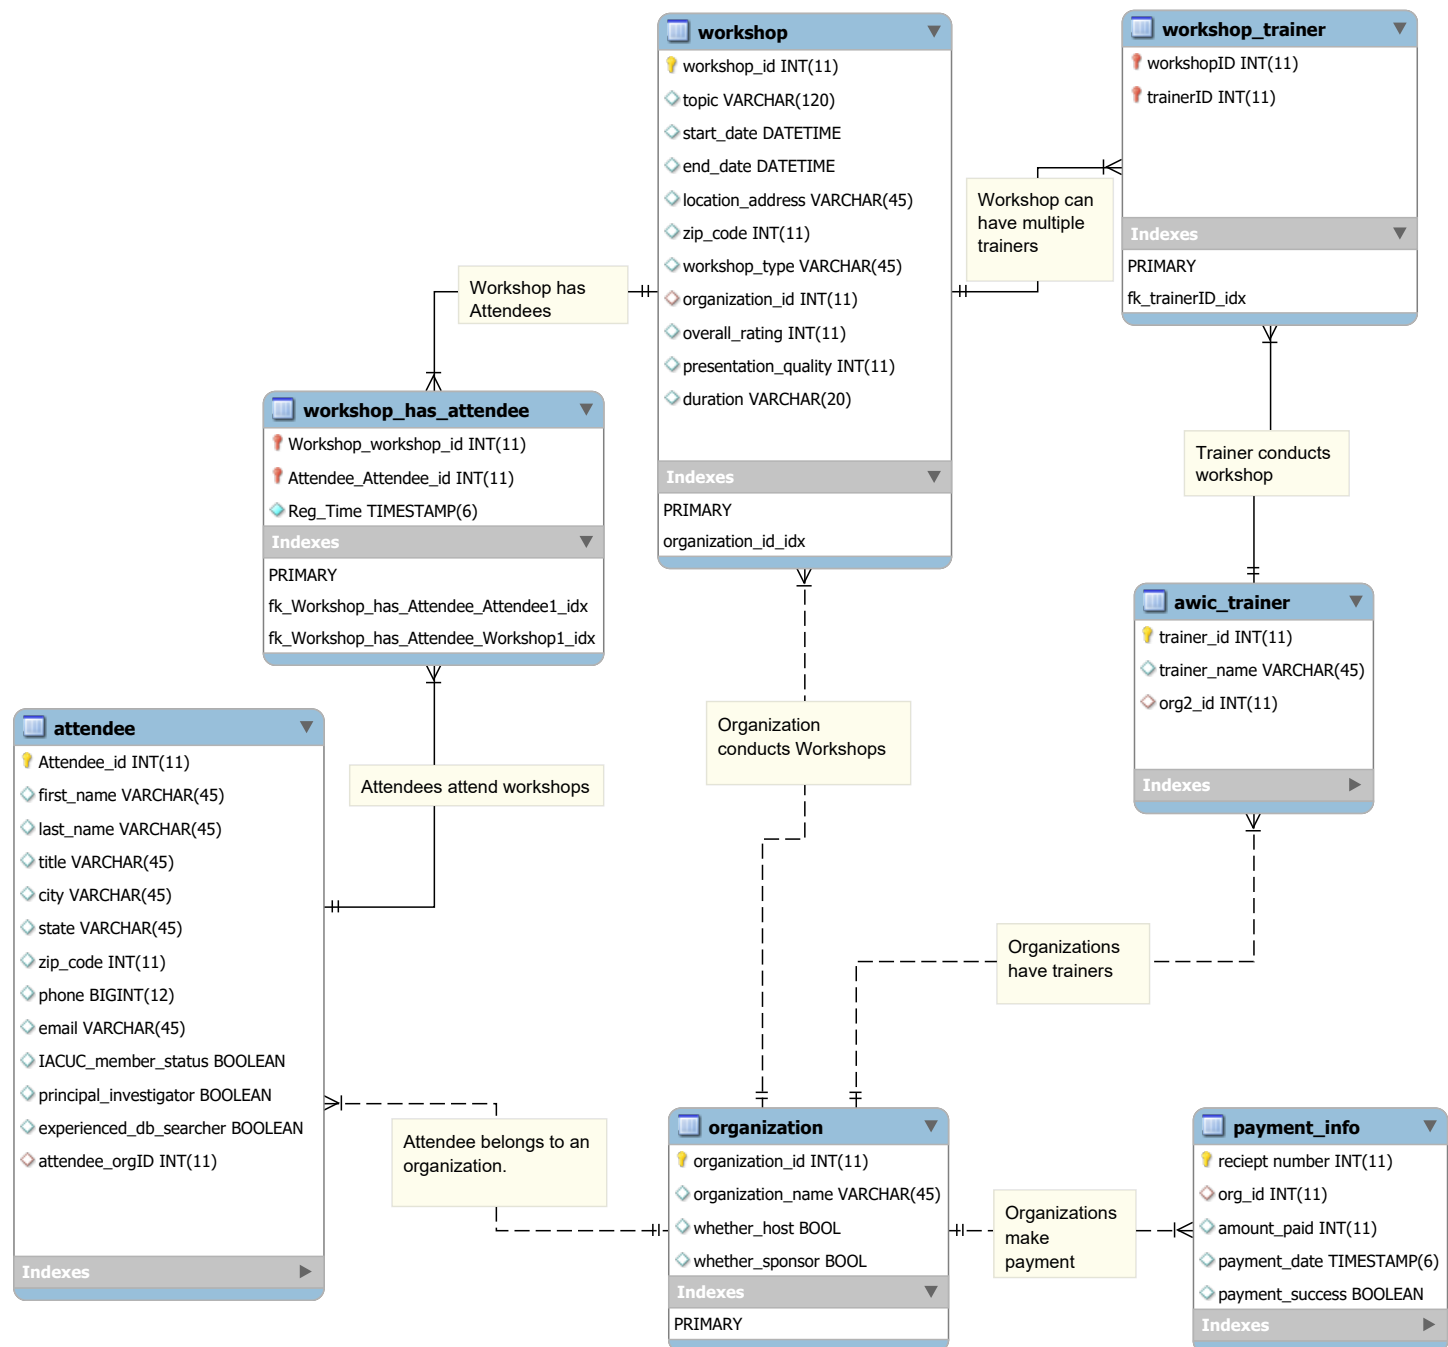 workshop
workshop_id INT(11)
topic VARCHAR(120)
start_date DATETIME
end_date DATETIME
location_address VARCHAR(45)
zip_code INT(11)
workshop_type VARCHAR(45)
organization_id INT(11)
overall_rating INT(11)
presentation_quality INT(11)
duration VARCHAR(20)
Indexes
PRIMARY
organization_id_idx
workshop_trainer
workshopID INT(11)
trainerID INT(11)
Indexes
PRIMARY
fk_trainerID_idx
Workshop can
have multiple
trainers
Workshop has
Attendees
workshop_has_attendee
Workshop_workshop_id INT(11)
Attendee_Attendee_id INT(11)
Reg_Time TIMESTAMP(6)
Indexes
PRIMARY
fk_Workshop_has_Attendee_Attendee1_idx
fk_Workshop_has_Attendee_Workshop1_idx
Trainer conducts
workshop
awic_trainer
trainer_id INT(11)
trainer_name VARCHAR(45)
org2_id INT(11)
Indexes
attendee
Attendee_id INT(11)
first_name VARCHAR(45)
last_name VARCHAR(45)
title VARCHAR(45)
city VARCHAR(45)
state VARCHAR(45)
zip_code INT(11)
phone BIGINT(12)
email VARCHAR(45)
IACUC_member_status BOOLEAN
principal_investigator BOOLEAN
experienced_db_searcher BOOLEAN
attendee_orgID INT(11)
Indexes
Attendees attend workshops
Organization
conducts Workshops
Organizations
have trainers
Attendee belongs to an
organization.
organization
organization_id INT(11)
organization_name VARCHAR(45)
whether_host BOOL
whether_sponsor BOOL
Indexes
PRIMARY
Organizations
make
payment
payment_info
reciept number INT(11)
org_id INT(11)
amount_paid INT(11)
payment_date TIMESTAMP(6)
payment_success BOOLEAN
Indexes